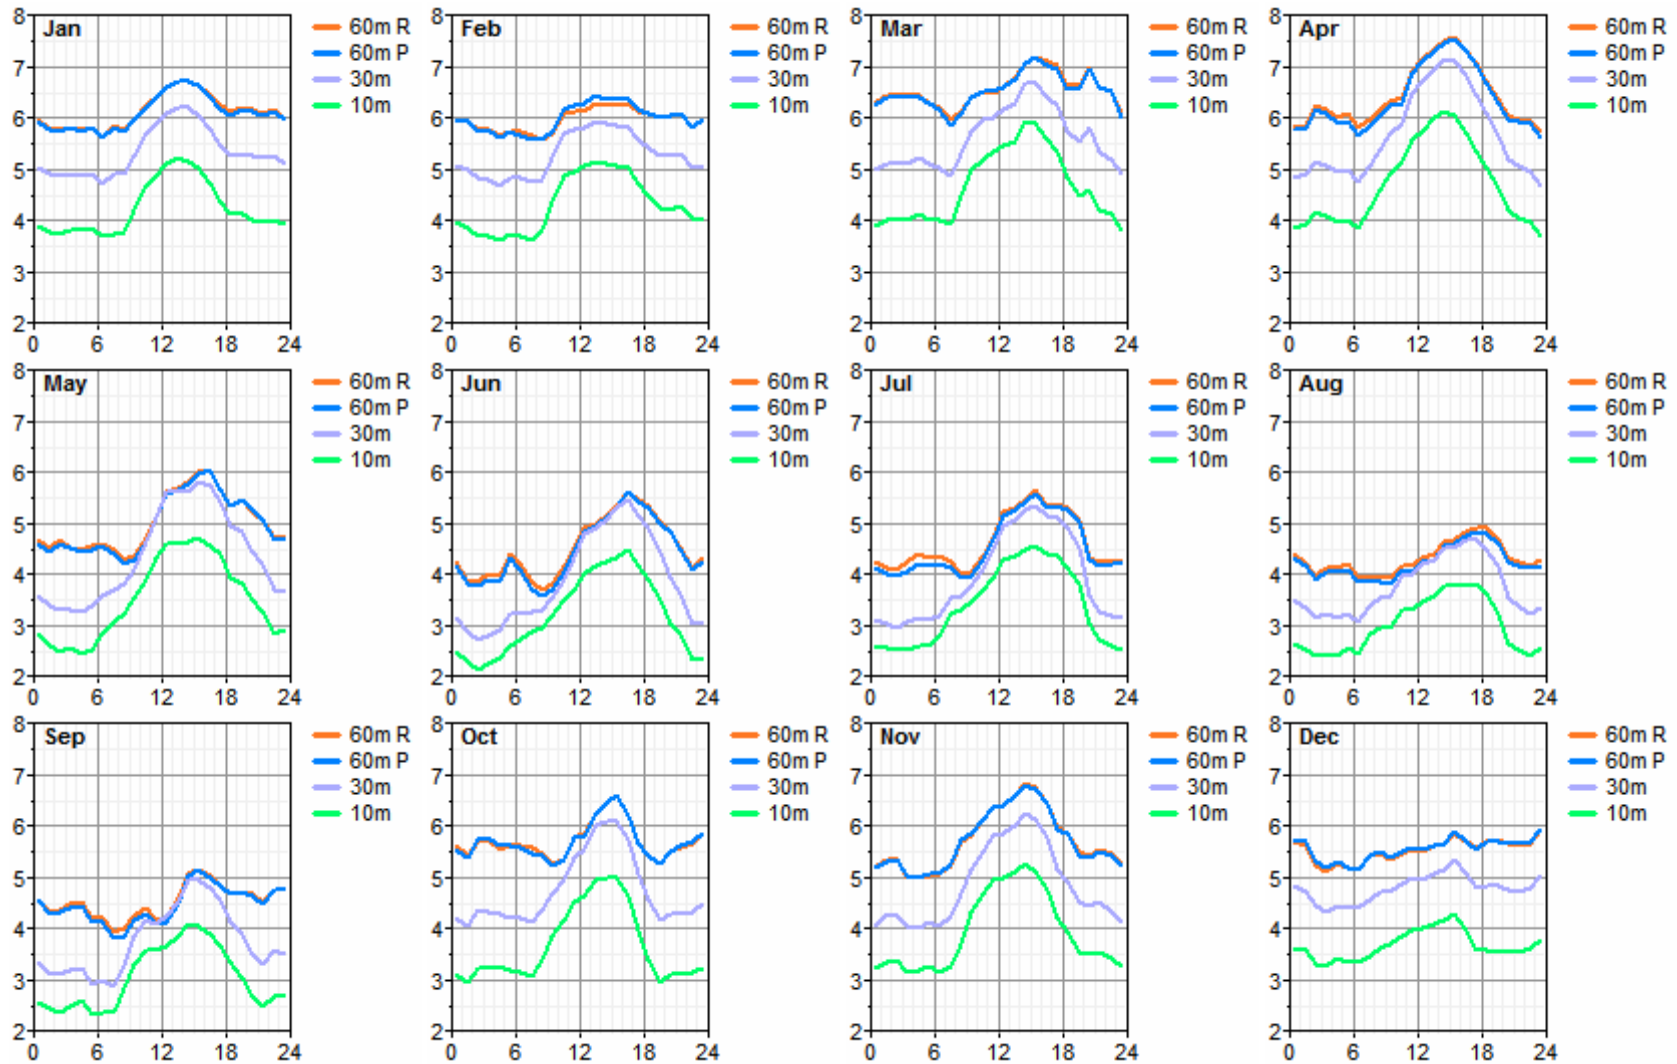 8 Jan 60m R 8 Feb 60m R 8 Mar 60m R 8 Apr 60m R
60m P 60m P 60m P 60m P
7 30m 7 30m 7 30m 7 30m
10m 10m 10m 10m
6 6 6 6
5 5 5 5
4 4 4 4
3 3 3 3
2 2 2 2
0 6 12 18 24 0 6 12 18 24 0 6 12 18 24 0 6 12 18 24
8 May 60m R 8 Jun 60m R 8 Jul 60m R 8 Aug 60m R
60m P 60m P 60m P 60m P
7 30m 7 30m 7 30m 7 30m
10m 10m 10m 10m
6 6 6 6
5 5 5 5
4 4 4 4
3 3 3 3
2 2 2 2
0 6 12 18 24 0 6 12 18 24 0 6 12 18 24 0 6 12 18 24
8 Sep 60m R 8 Oct 60m R 8 Nov 60m R 8 Dec 60m R
60m P 60m P 60m P 60m P
7 30m 7 30m 7 30m 7 30m
10m 10m 10m 10m
6 6 6 6
5 5 5 5
4 4 4 4
3 3 3 3
2 2 2 2
0 6 12 18 24 0 6 12 18 24 0 6 12 18 24 0 6 12 18 24